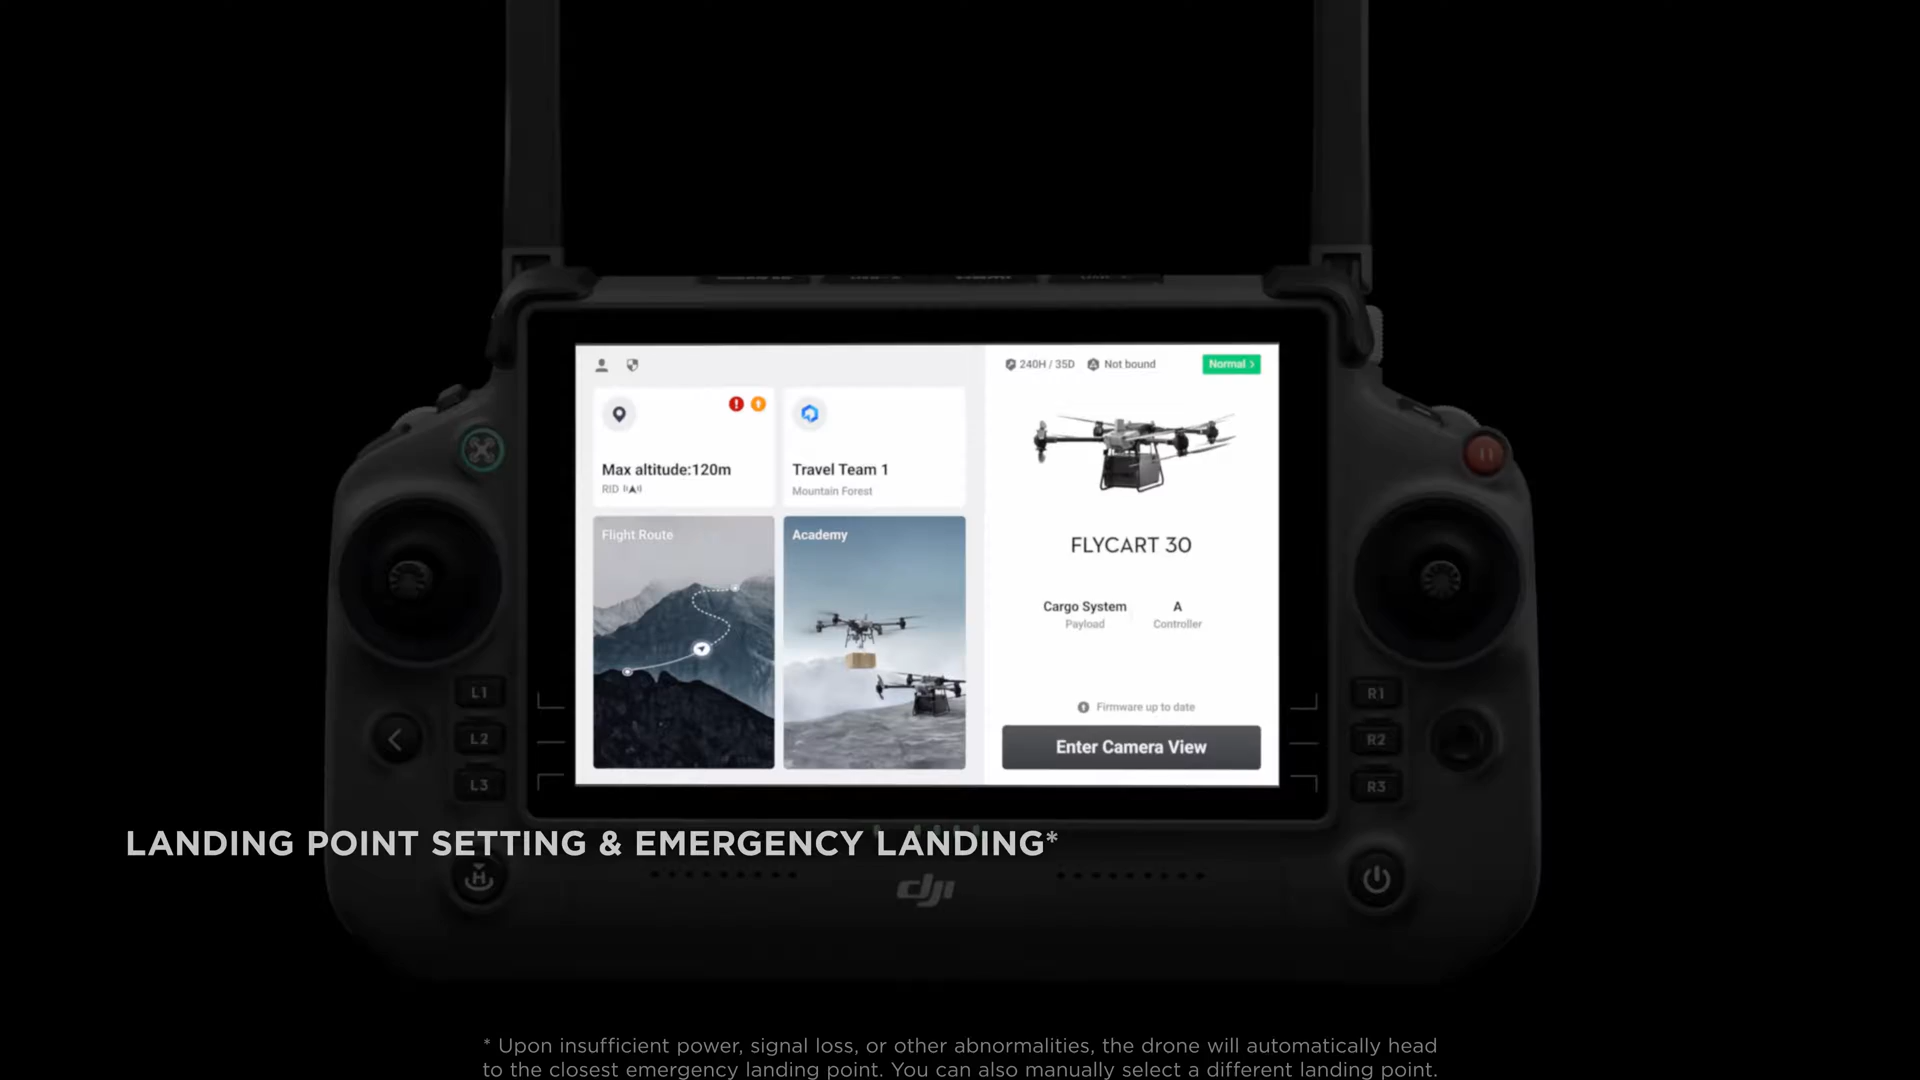 240H / 35D
Not bound
Normal >
Max altitude:120m
RID
Travel Team 1
Mountain Forest
Flight Route
Academy
FLYCART 30
Cargo System
Payload
A
Controller
Firmware up to date
Enter Camera View
L1
L2
L3
R1
R2
R3
LANDING POINT SETTING & EMERGENCY LANDING*
H
dji
* Upon insufficient power, signal loss, or other abnormalities, the drone will automatically head
to the closest emergency landing point. You can also manually select a different landing point.